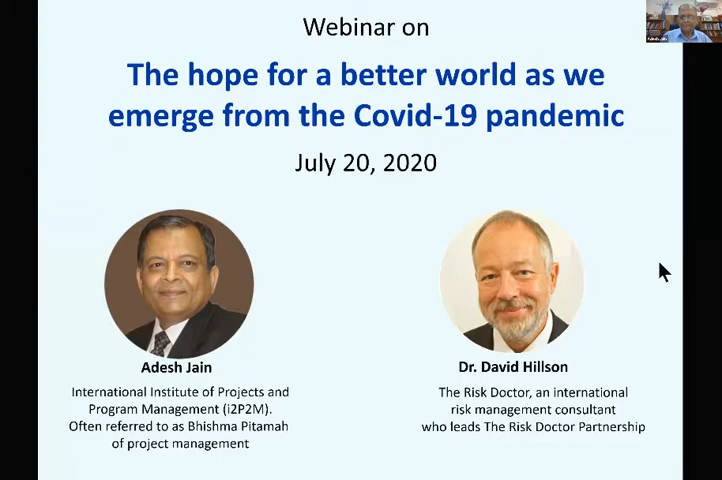 Webinar on
The hope for a better world as we
emerge from the Covid-19 pandemic
July 20, 2020
Adesh Jain
International Institute of Projects and
Program Management (i2P2M).
Often referred to as Bhishma Pitamah
of project management
Dr. David Hillson
The Risk Doctor, an international
risk management consultant
who leads The Risk Doctor Partnership